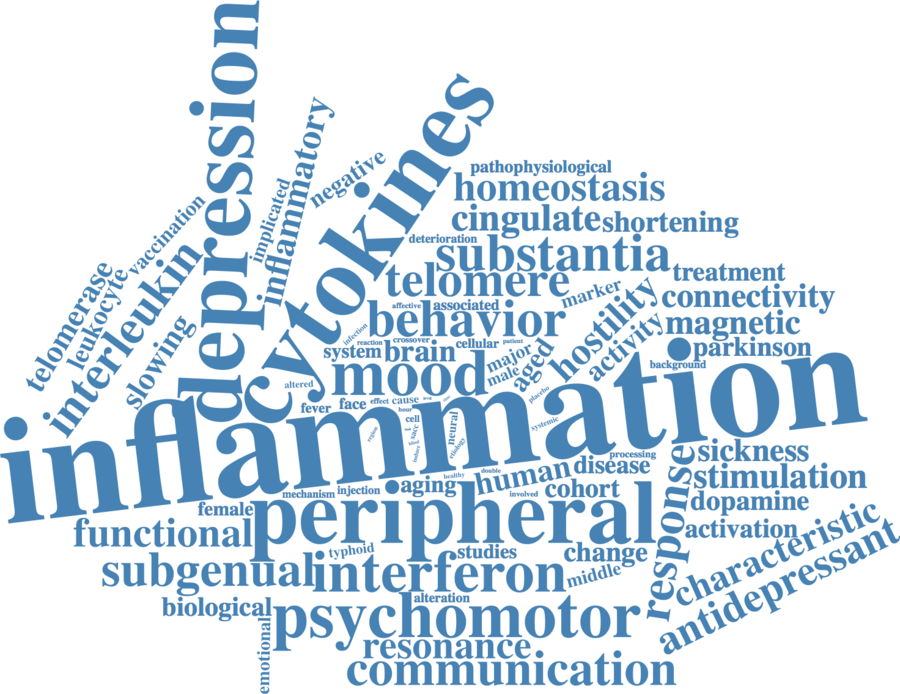 depression
cytokines
inflammatory
implicated
negative
pathophysiological
homeostasis
cingulate
shortening
vaccination
deterioration
substantia
telomerase
leukocyte
interleukin
slowing
telomere
treatment
marker
connectivity
affective
associated
behavior
hostility
activity
magnetic
infection
reaction
crossover
cellular
patient
system
brain
major
male
aged
parkinson
background
mood
altered
placebo
fever
face
effect
cause
hour
cell
neural
systemic
region
etiology
inflammation
processing
sickness
human
disease
healthy
double
stimulation
mechanism
injection
aging
involved
cohort
dopamine
female
peripheral
response
activation
functional
typhoid
studies
change
characteristic
subgenual
interferon
middle
antidepressant
biological
alteration
psychomotor
emotional
resonance
communication